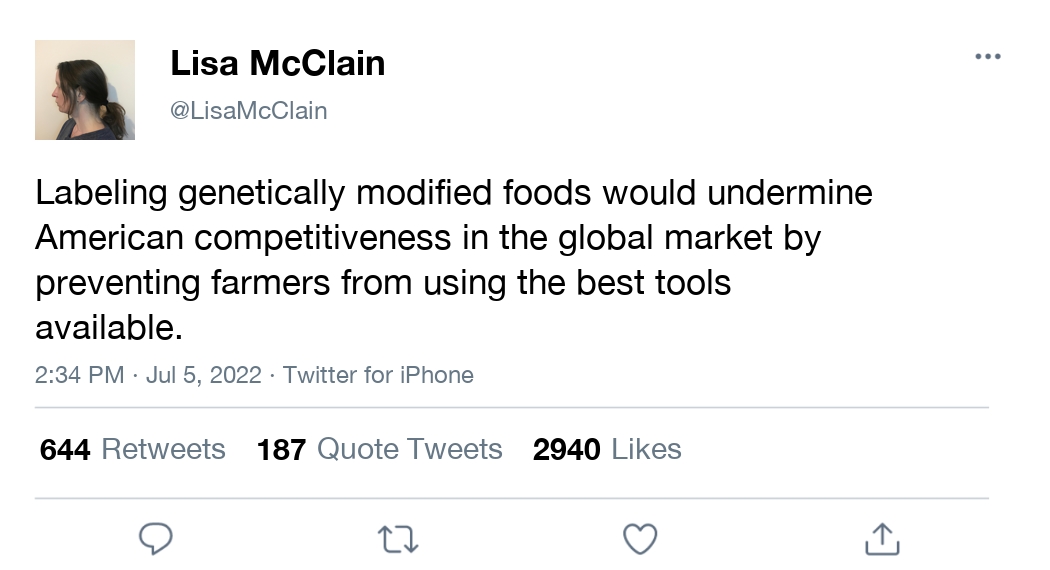 Lisa McClain
@LisaMcClain
Labeling genetically modified foods would undermine
American competitiveness in the global market by
preventing farmers from using the best tools
available.
2:34 PM · Jul 5, 2022 · Twitter for iPhone
644 Retweets 187 Quote Tweets 2940 Likes